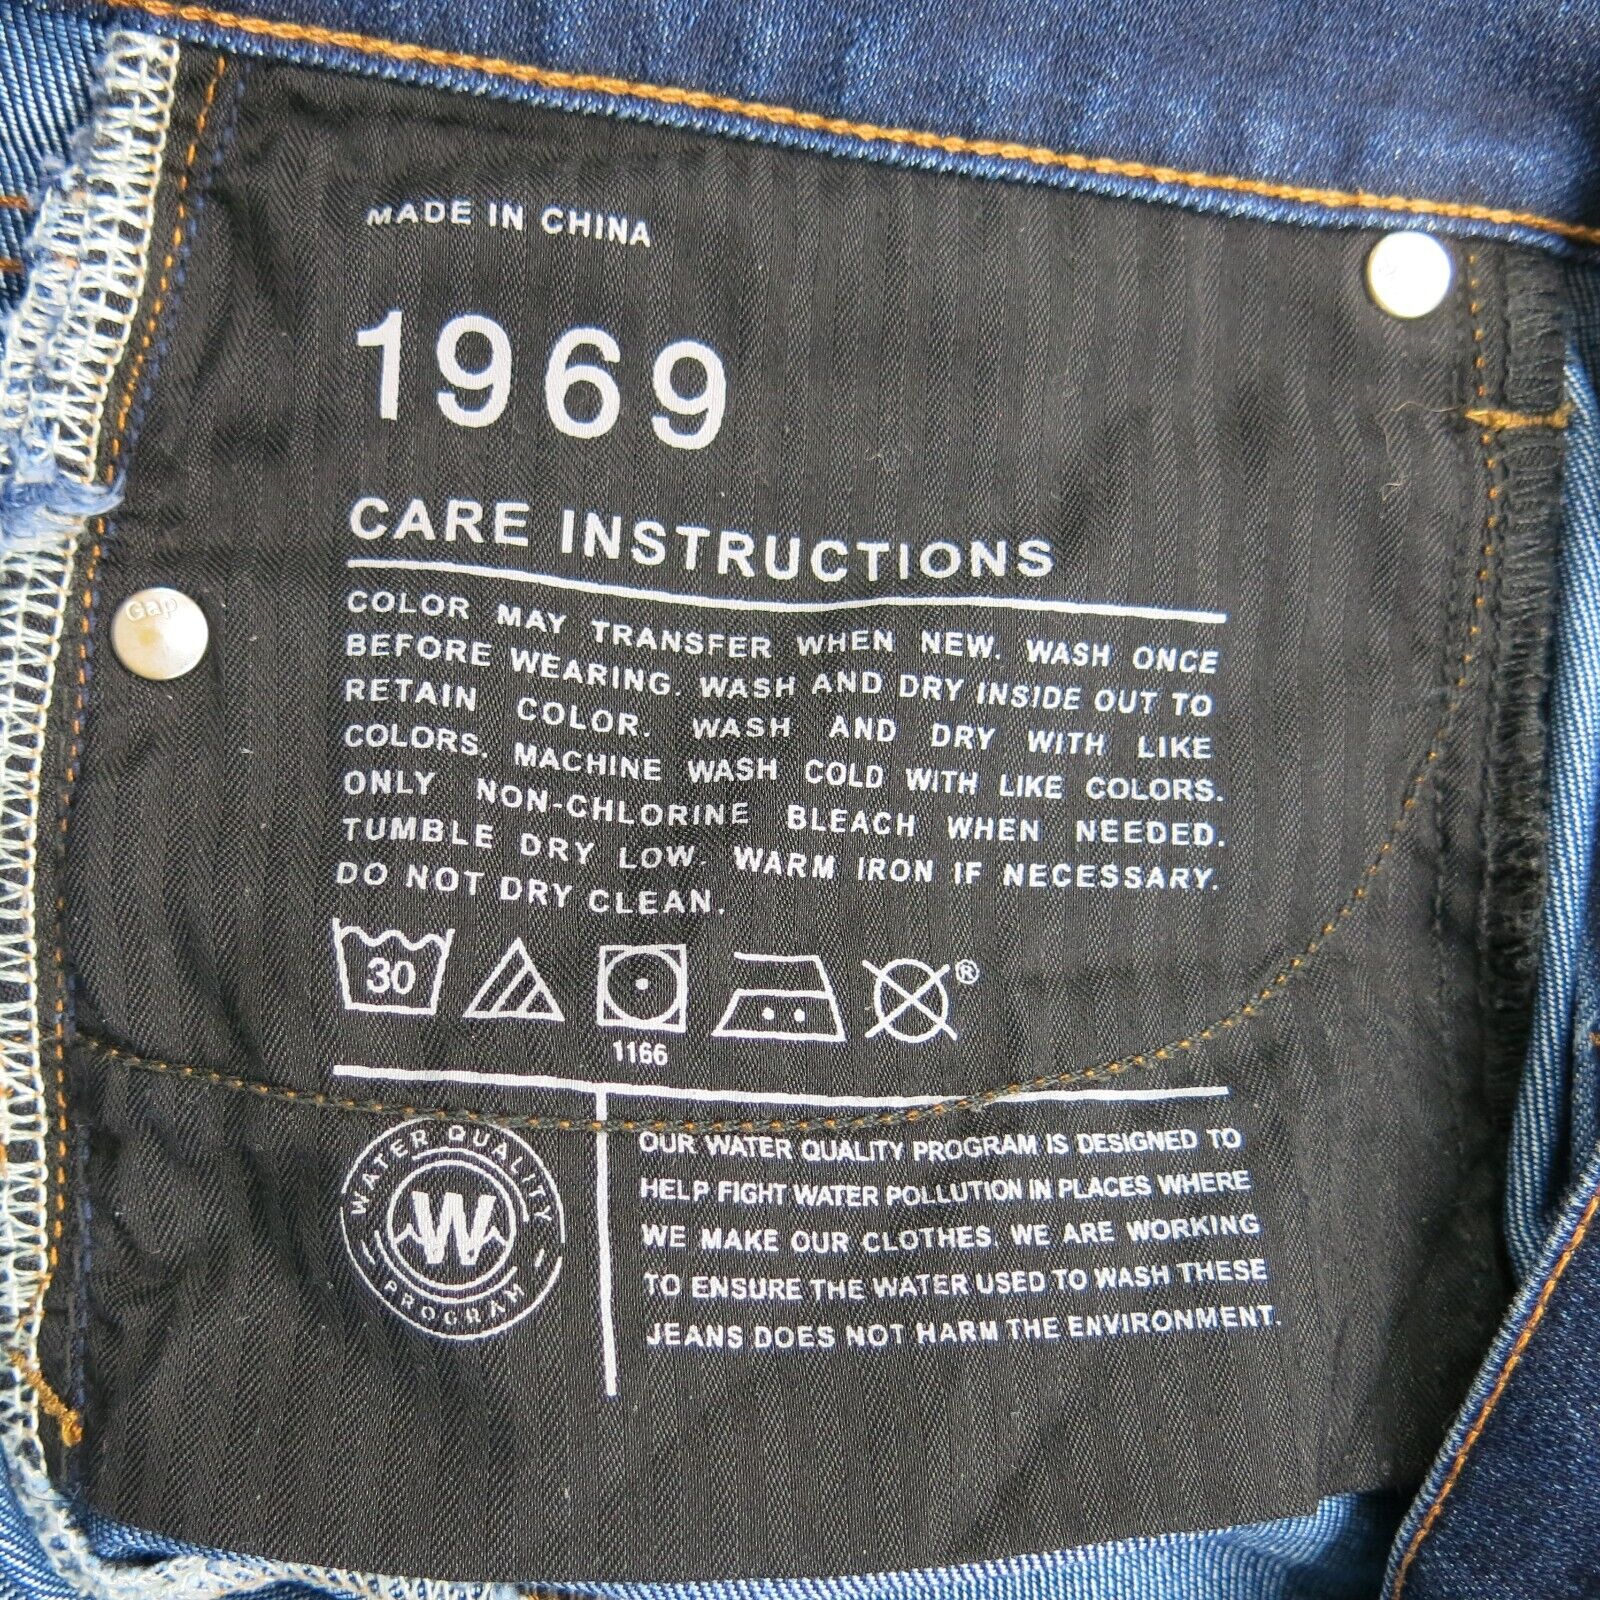 MADE IN CHINA
1969
CARE INSTRUCTIONS
COLOR MAY TRANSFER WHEN NEW. WASH ONCE
BEFORE WEARING. WASH AND DRY INSIDE OUT TO
RETAIN COLOR. WASH AND DRY WITH LIKE
COLORS. MACHINE WASH COLD WITH LIKE COLORS.
ONLY NON-CHLORINE BLEACH WHEN NEEDED.
TUMBLE DRY LOW. WARM IRON IF NECESSARY.
DO NOT DRY CLEAN.
Gap
30
®
1166
WATER QUALITY
W
PROGRAM
OUR WATER QUALITY PROGRAM IS DESIGNED TO
HELP FIGHT WATER POLLUTION IN PLACES WHERE
WE MAKE OUR CLOTHES. WE ARE WORKING
TO ENSURE THE WATER USED TO WASH THESE
JEANS DOES NOT HARM THE ENVIRONMENT.